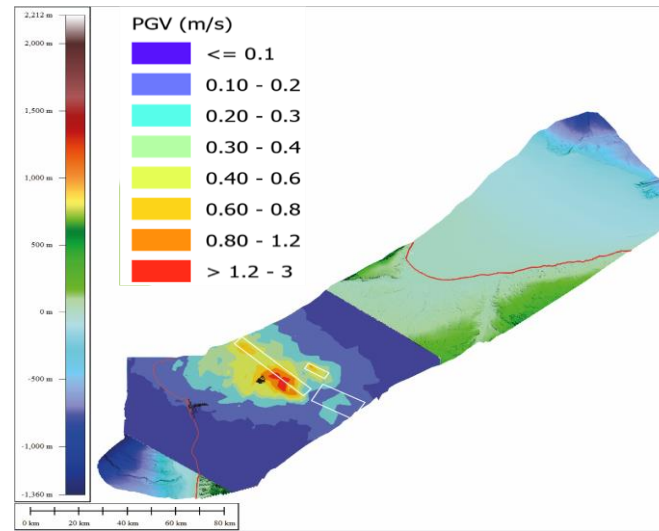 2,212 m
2,000 m
1,500 m
1,000 m
500 m
0 m
-500 m
-1,000 m
-1,360 m
PGV (m/s)
<= 0.1
0.10 - 0.2
0.20 - 0.3
0.30 - 0.4
0.40 - 0.6
0.60 - 0.8
0.80 - 1.2
> 1.2 - 3
0 km 20 km 40 km 60 km 80 km